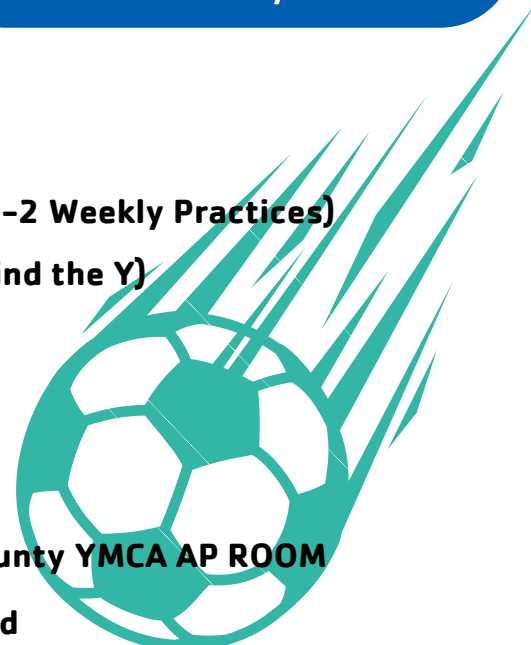 -2 Weekly Practices)
ind the Y)
unty YMCA AP ROOM
d